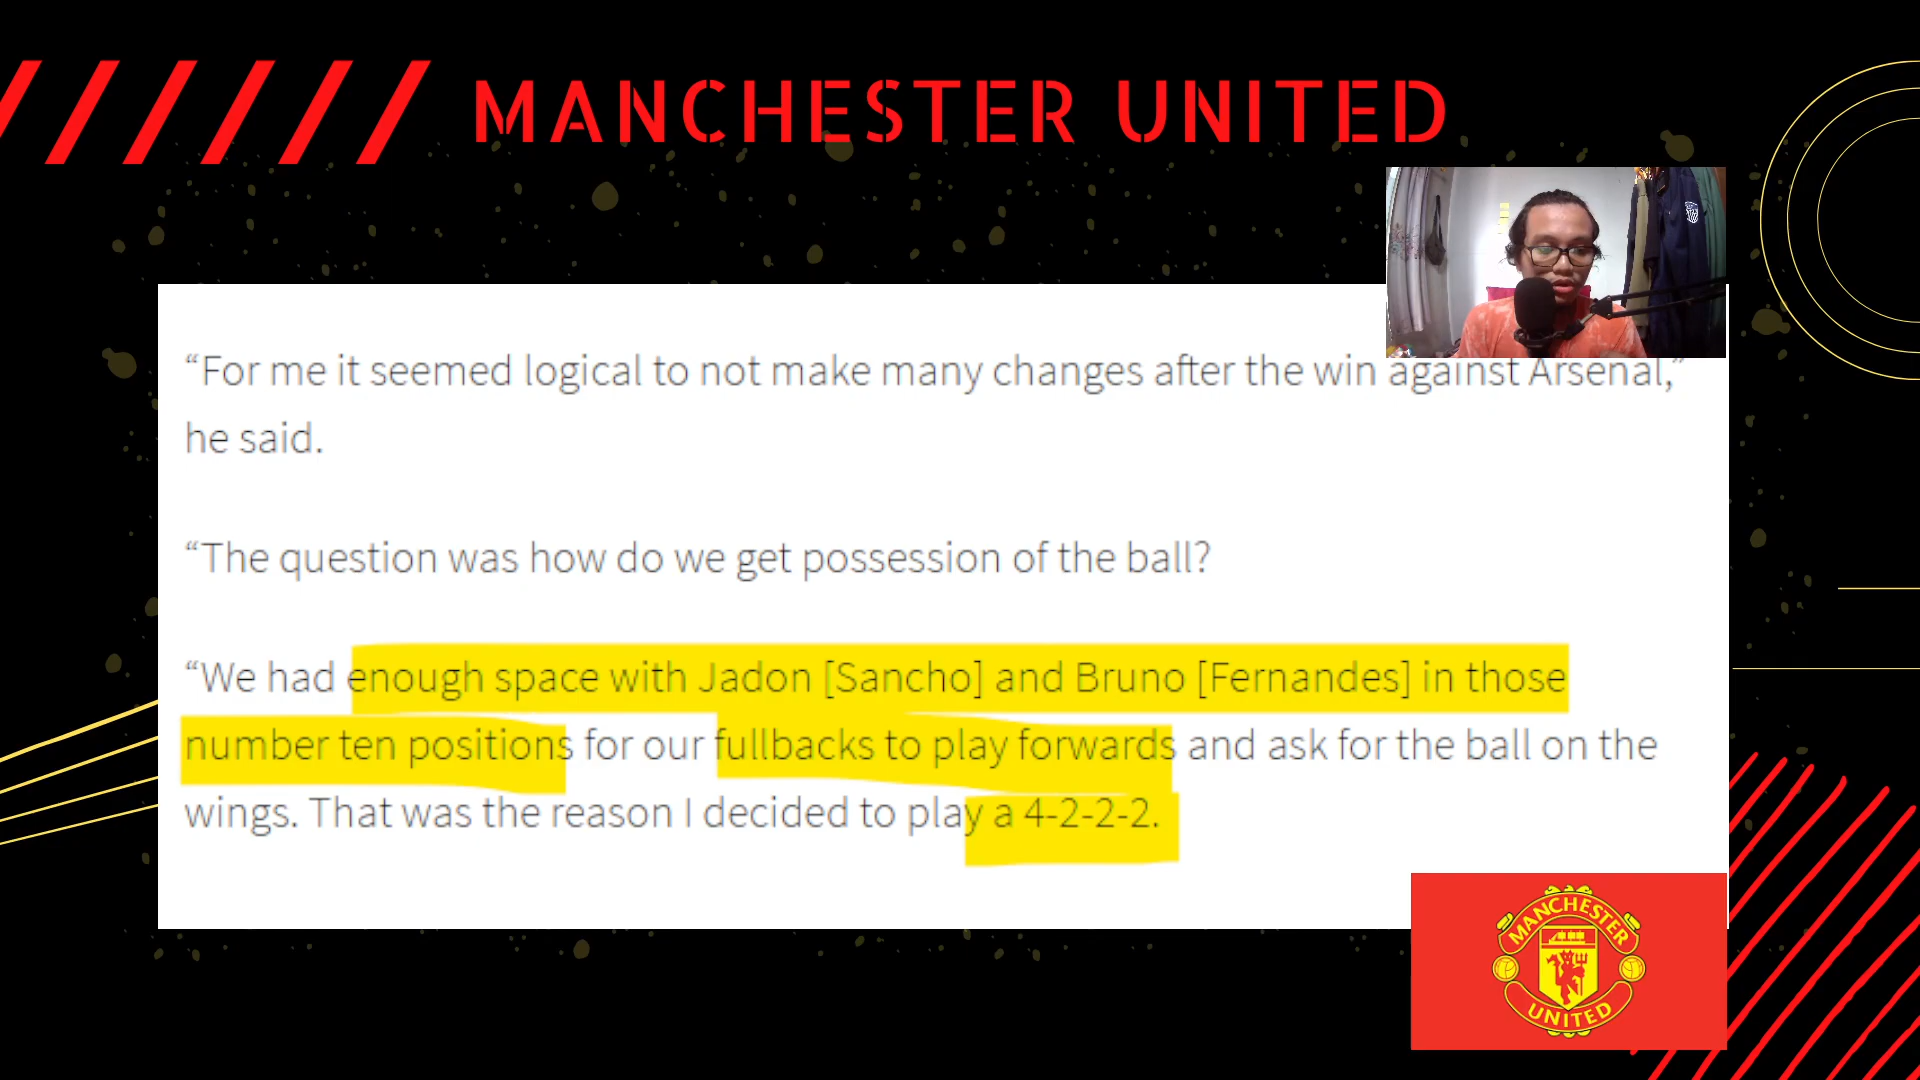 MANCHESTER UNITED
“For me it seemed logical to not make many changes after the win against Arsenal,”
he said.
“The question was how do we get possession of the ball?
“We had enough space with Jadon [Sancho] and Bruno [Fernandes] in those
number ten positions for our fullbacks to play forwards and ask for the ball on the
wings. That was the reason I decided to play a 4-2-2-2.
MANCHESTER
UNITED